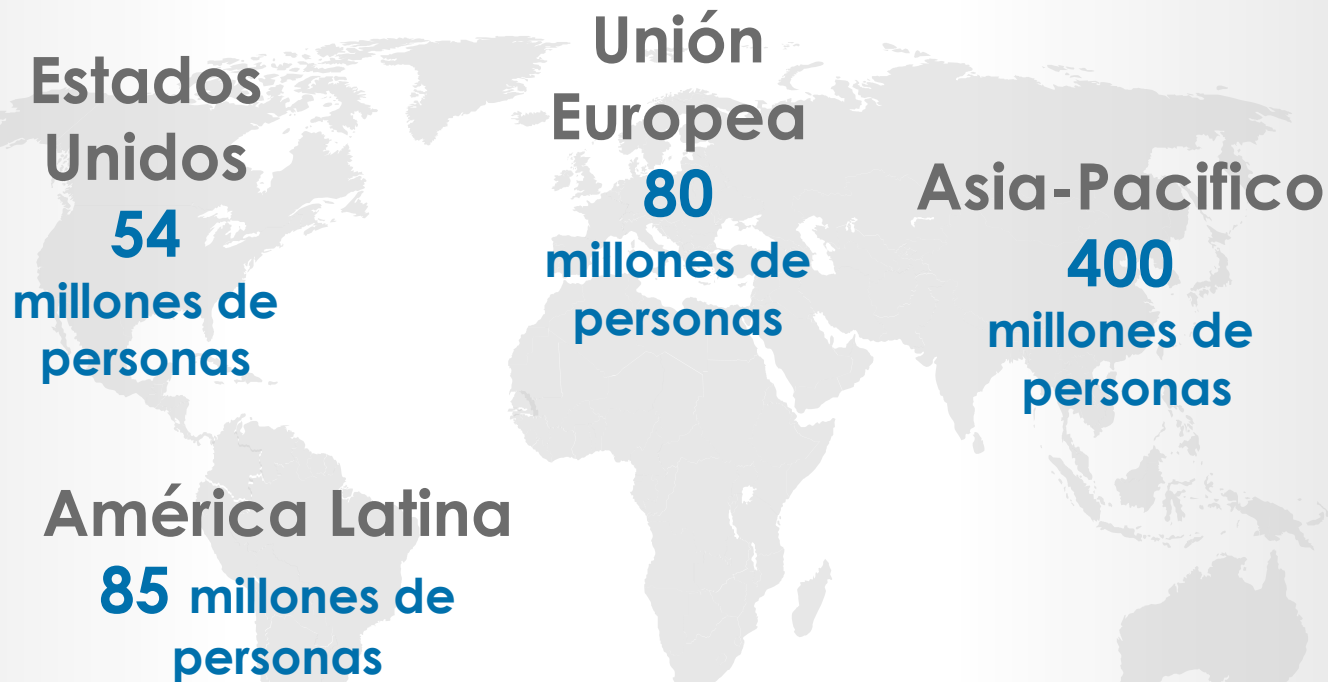 Estados
Unidos
54
millones de
personas
Unión
Europea
80
millones de
personas
Asia-Pacifico
400
millones de
personas
América Latina
85 millones de
personas